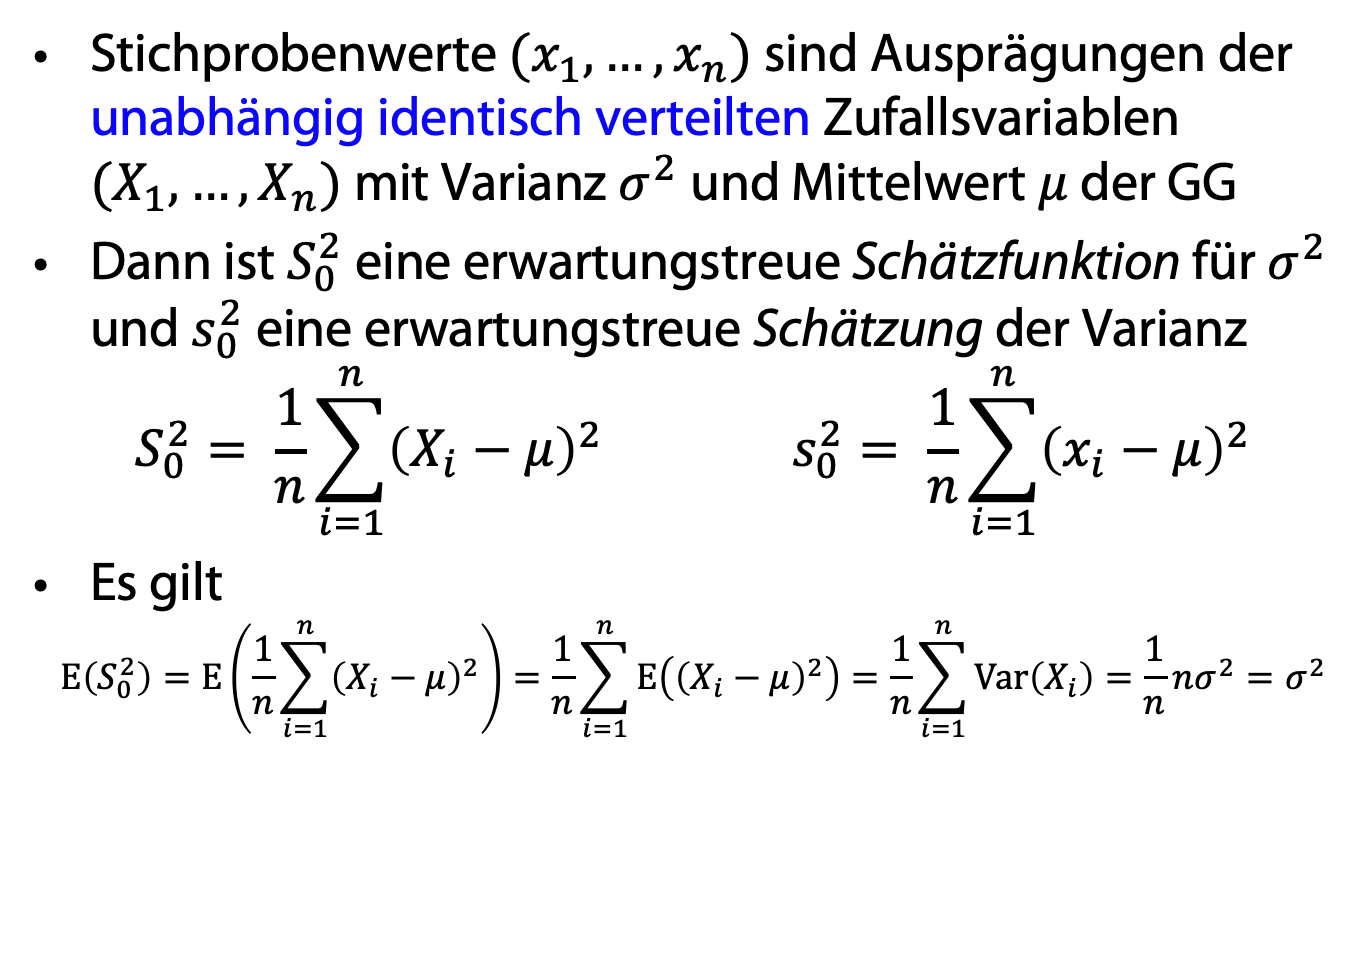 • Stichprobenwerte (x₁, … , xₙ) sind Ausprägungen der
unabhängig identisch verteilten Zufallsvariablen
(X₁, … , Xₙ) mit Varianz σ² und Mittelwert μ der GG
• Dann ist S₀² eine erwartungstreue Schätzfunktion für σ²
und s₀² eine erwartungstreue Schätzung der Varianz
S₀² = 1/n ∑ᵢ₌₁ⁿ (Xᵢ − μ)² s₀² = 1/n ∑ᵢ₌₁ⁿ (xᵢ − μ)²
• Es gilt
E(S₀²) = E(1/n ∑ᵢ₌₁ⁿ (Xᵢ − μ)²) = 1/n ∑ᵢ₌₁ⁿ E((Xᵢ − μ)²) = 1/n ∑ᵢ₌₁ⁿ Var(Xᵢ) = 1/n nσ² = σ²